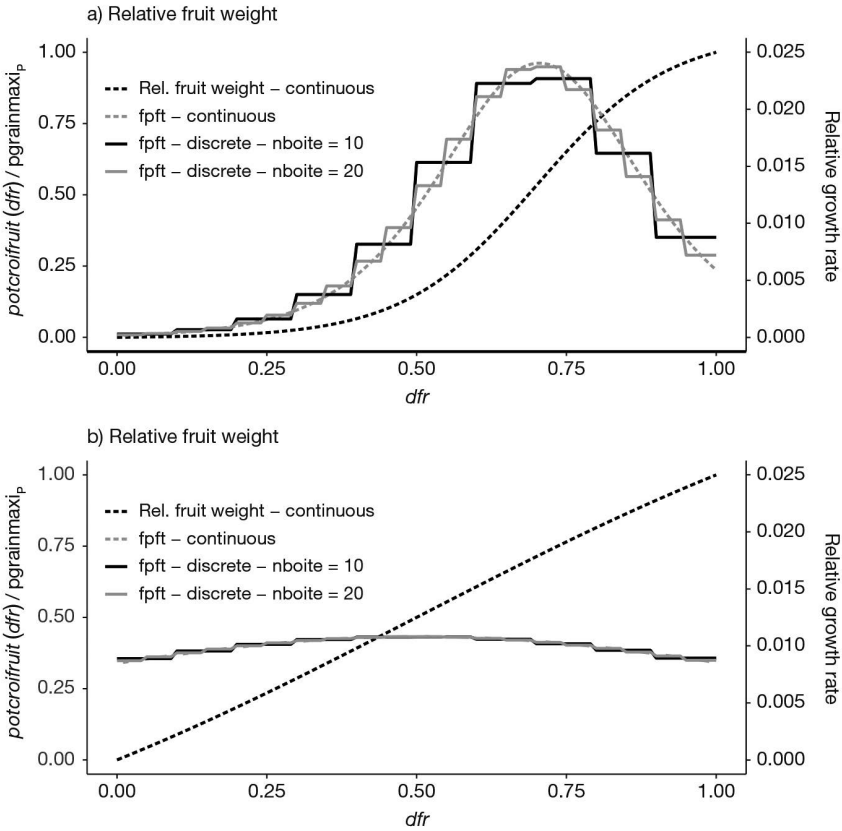 a) Relative fruit weight
potcroifruit (dfr) / pgrainmaxiP
1.00
0.75
0.50
0.25
0.00
Rel. fruit weight – continuous
fpft – continuous
fpft – discrete – nboite = 10
fpft – discrete – nboite = 20
0.025
0.020
0.015
0.010
0.005
0.000
Relative growth rate
0.00 0.25 0.50 0.75 1.00
dfr
b) Relative fruit weight
potcroifruit (dfr) / pgrainmaxiP
1.00
0.75
0.50
0.25
0.00
Rel. fruit weight – continuous
fpft – continuous
fpft – discrete – nboite = 10
fpft – discrete – nboite = 20
0.025
0.020
0.015
0.010
0.005
0.000
Relative growth rate
0.00 0.25 0.50 0.75 1.00
dfr